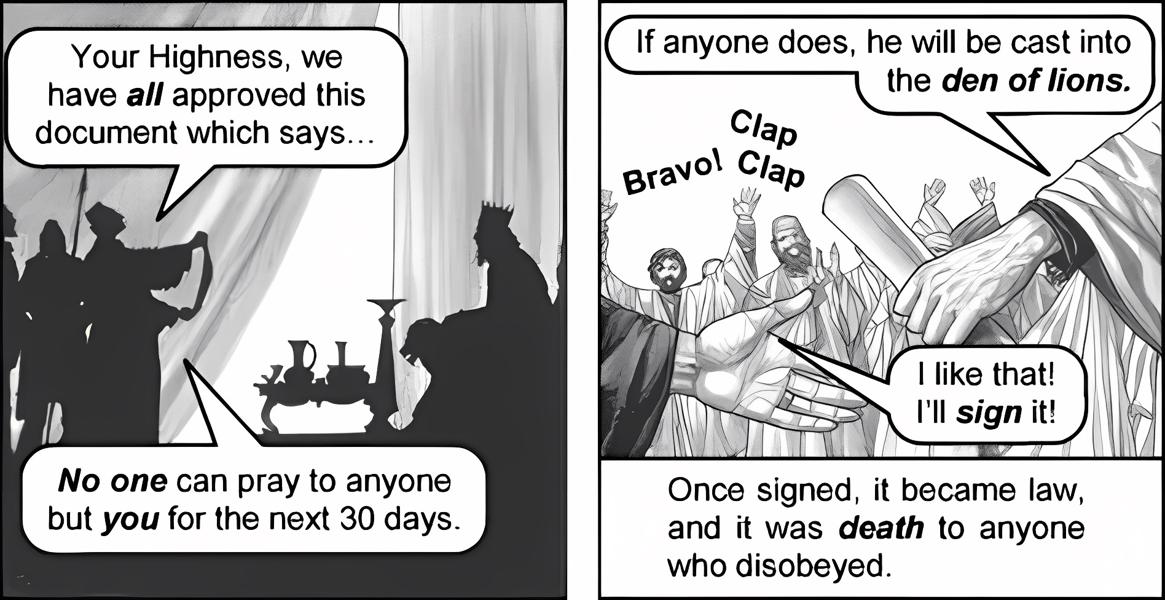 Your Highness, we
have all approved this
document which says…
No one can pray to anyone
but you for the next 30 days.
If anyone does, he will be cast into
the den of lions.
Bravo!
Clap
Clap
I like that!
I'll sign it!
Once signed, it became law,
and it was death to anyone
who disobeyed.